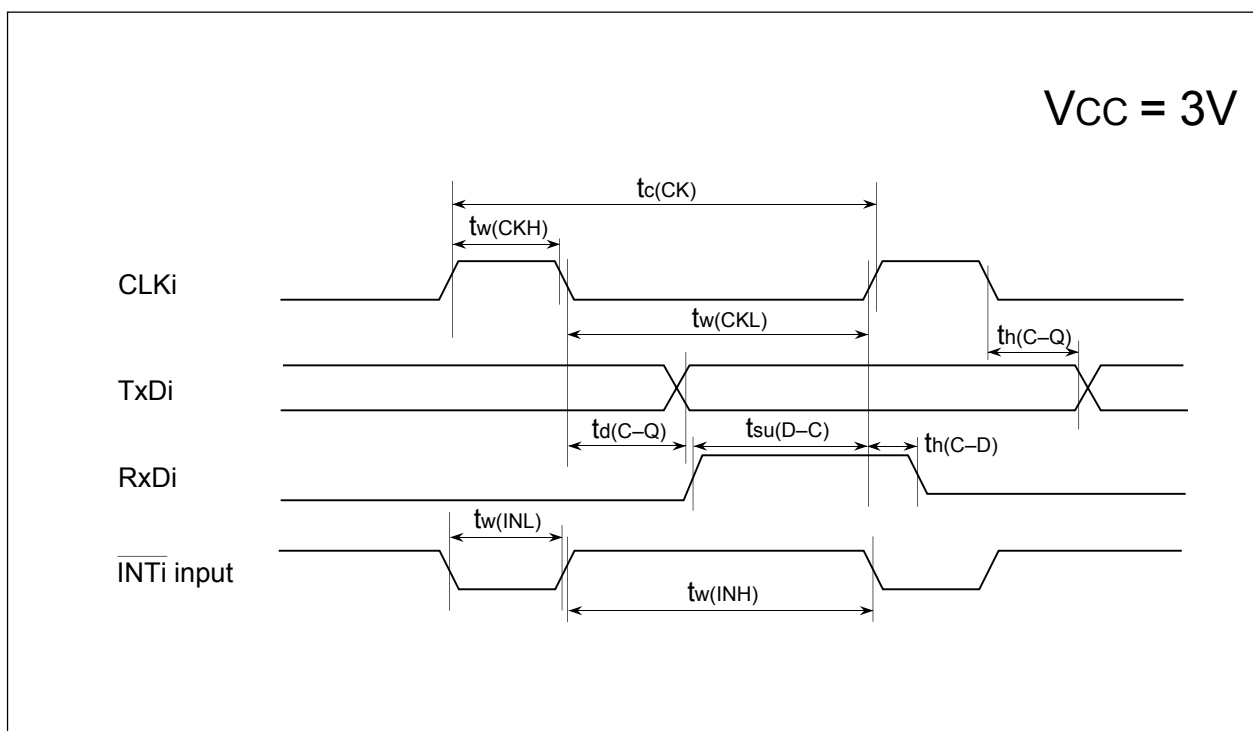 VCC = 3V
tc(CK)
tw(CKH)
CLKi
tw(CKL)
th(C–Q)
TxDi
td(C–Q)
tsu(D–C)
th(C–D)
RxDi
tw(INL)
INTi input
tw(INH)